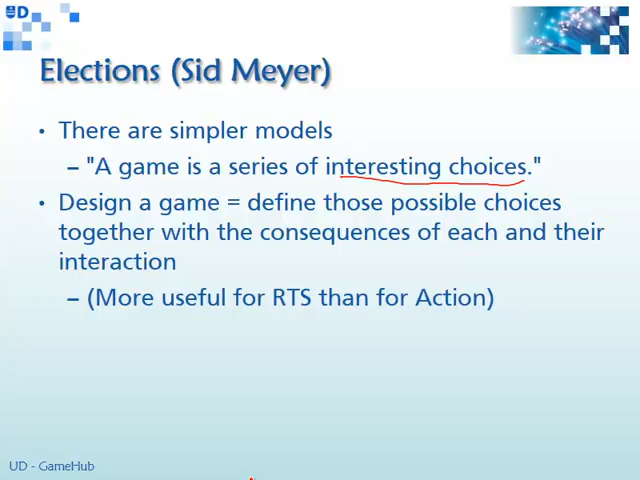 UD
Elections (Sid Meyer)
• There are simpler models
– "A game is a series of interesting choices."
• Design a game = define those possible choices
together with the consequences of each and their
interaction
– (More useful for RTS than for Action)
UD - GameHub